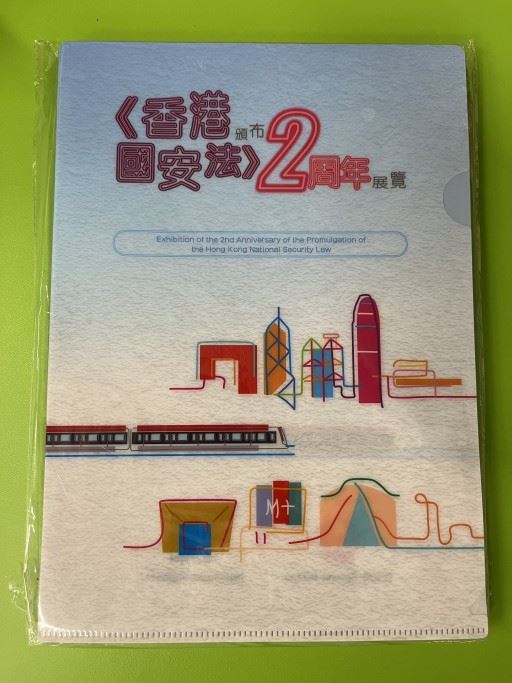 《香港
頒布
國安法》
2周年展覽
Exhibition of the 2nd Anniversary of the Promulgation of
the Hong Kong National Security Law
M+